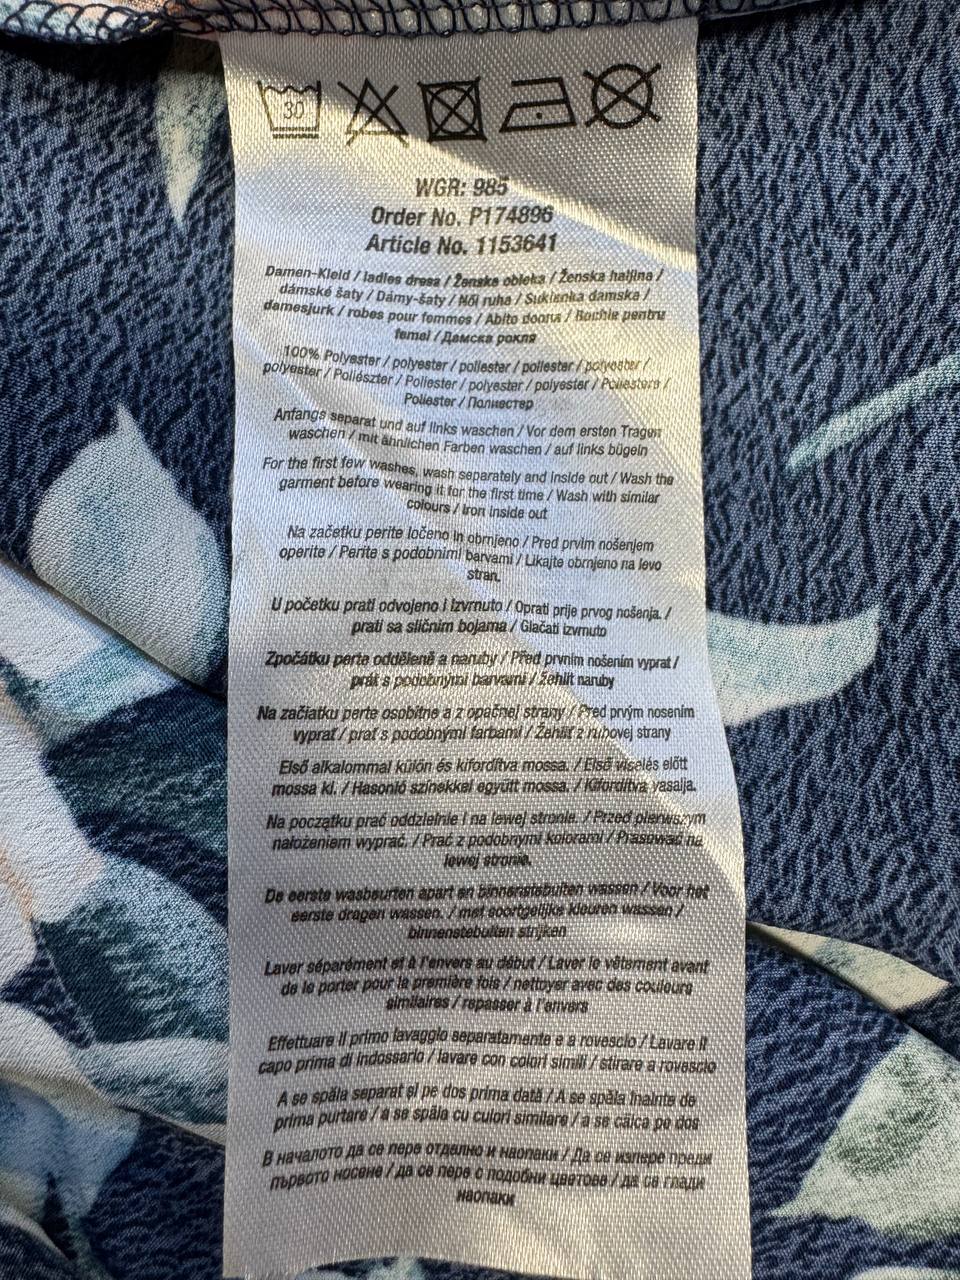 30
WGR: 985
Order No. P174896
Article No. 1153641
Damen-Kleid / ladies dress / Ženska obleka / Ženska haljina /
dámské šaty / Dámy-šaty / Női ruha / Sukienka damska /
damesjurk / robes pour femmes / Abito donna / Rochie pentru
femei / Дамска рокля
100% Polyester / polyester / poliester / poliester / polyester /
polyester / Poliészter / Poliester / polyester / polyester / Poliestere /
Poliester / Полиестер
Anfangs separat und auf links waschen / Vor dem ersten Tragen
waschen / mit ähnlichen Farben waschen / auf links bügeln
For the first few washes, wash separately and inside out / Wash the
garment before wearing it for the first time / Wash with similar
colours / Iron inside out
Na začetku perite ločeno in obrnjeno / Pred prvim nošenjem
operite / Perite s podobnimi barvami / Likajte obrnjeno na levo
stran.
U početku prati odvojeno i izvrnuto / Oprati prije prvog nošenja. /
prati sa sličnim bojama / Glačati izvrnuto
Zpočátku perte odděleně a naruby / Před prvním nošením vyprat /
prát s podobnými barvami / Žehlit naruby
Na začiatku perte osobitne a z opačnej strany / Pred prvým nosením
vyprať / prať s podobnými farbami / Žehliť z rubovej strany
Első alkalommal külön és kifordítva mossa. / Első viselés előtt
mossa ki. / Hasonló színekkel együtt mossa. / Kifordítva vasalja.
Na początku prać oddzielnie i na lewej stronie. / Przed pierwszym
nałożeniem wyprać. / Prać z podobnymi kolorami / Prasować na
lewej stronie.
De eerste wasbeurten apart en binnenstebuiten wassen / Voor het
eerste dragen wassen. / met soortgelijke kleuren wassen /
binnenstebuiten strijken
Laver séparément et à l'envers au début / Laver le vêtement avant
de le porter pour la première fois / nettoyer avec des couleurs
similaires / repasser à l'envers
Effettuare il primo lavaggio separatamente e a rovescio / Lavare il
capo prima di indossarlo / lavare con colori simili / stirare a rovescio
A se spăla separat și pe dos prima dată / A se spăla înainte de
prima purtare / a se spăla cu culori similare / a se călca pe dos
В началото да се пере отделно и наопаки / Да се изпере преди
първото носене / да се пере с подобни цветове / да се глади
наопаки